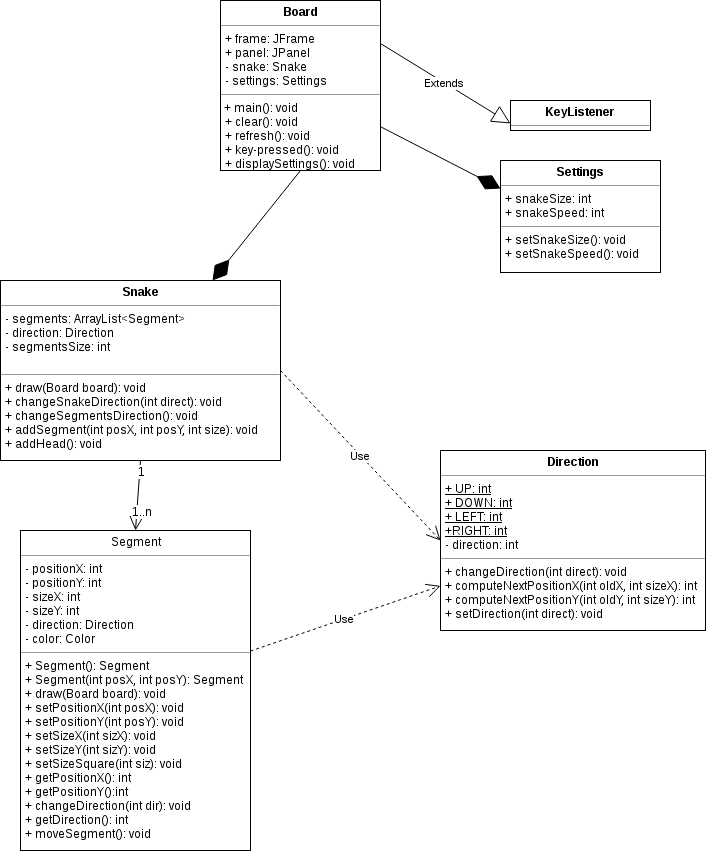 Board
+ frame: JFrame
+ panel: JPanel
- snake: Snake
- settings: Settings
+ main(): void
+ clear(): void
+ refresh(): void
+ key-pressed(): void
+ displaySettings(): void
Extends
KeyListener
Settings
+ snakeSize: int
+ snakeSpeed: int
+ setSnakeSize(): void
+ setSnakeSpeed(): void
Snake
- segments: ArrayList<Segment>
- direction: Direction
- segmentsSize: int
+ draw(Board board): void
+ changeSnakeDirection(int direct): void
+ changeSegmentsDirection(): void
+ addSegment(int posX, int posY, int size): void
+ addHead(): void
Use
1
1..n
Direction
+ UP: int
+ DOWN: int
+ LEFT: int
+RIGHT: int
- direction: int
+ changeDirection(int direct): void
+ computeNextPositionX(int oldX, int sizeX): int
+ computeNextPositionY(int oldY, int sizeY): int
+ setDirection(int direct): void
Use
Segment
- positionX: int
- positionY: int
- sizeX: int
- sizeY: int
- direction: Direction
- color: Color
+ Segment(): Segment
+ Segment(int posX, int posY): Segment
+ draw(Board board): void
+ setPositionX(int posX): void
+ setPositionY(int posY): void
+ setSizeX(int sizX): void
+ setSizeY(int sizY): void
+ setSizeSquare(int siz): void
+ getPositionX(): int
+ getPositionY():int
+ changeDirection(int dir): void
+ getDirection(): int
+ moveSegment(): void